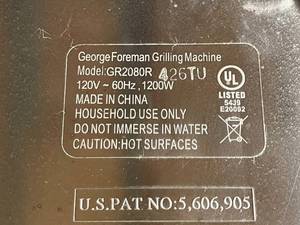 George Foreman Grilling Machine
Model:GR2080R 426TU
120V ~ 60Hz, 1200W
MADE IN CHINA
HOUSEHOLD USE ONLY
DO NOT IMMERSE IN WATER
CAUTION:HOT SURFACES
UL
LISTED
5439
E20092
U.S.PAT NO:5,606,905